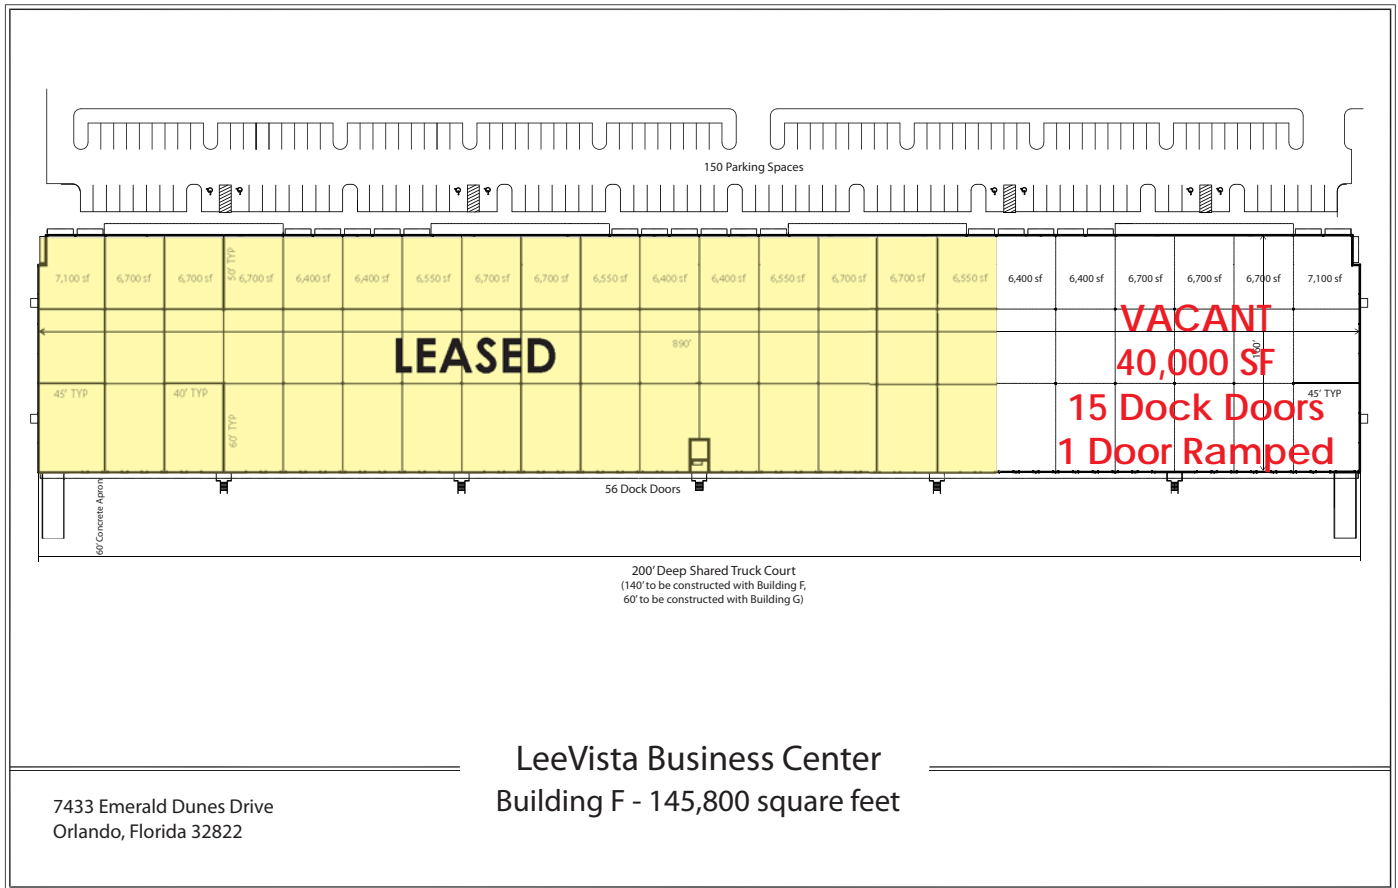 150 Parking Spaces
7,100 sf
6,700 sf
6,700 sf
50' TYP
6,700 sf
6,400 sf
6,400 sf
6,550 sf
6,700 sf
6,700 sf
6,550 sf
6,400 sf
6,400 sf
6,550 sf
6,700 sf
6,700 sf
6,550 sf
6,400 sf
6,400 sf
6,700 sf
6,700 sf
6,700 sf
7,100 sf
LEASED
890'
VACANT
160'
40,000 SF
15 Dock Doors
1 Door Ramped
45' TYP
40' TYP
60' TYP
45' TYP
56 Dock Doors
60' Concrete Apron
200' Deep Shared Truck Court
(140' to be constructed with Building F,
60' to be constructed with Building G)
LeeVista Business Center
Building F - 145,800 square feet
7433 Emerald Dunes Drive
Orlando, Florida 32822